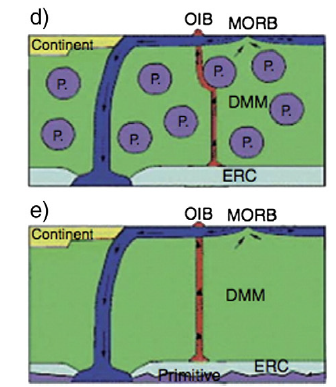 d)
OIB MORB
Continent
P. P. P. P.
P. P. P. P.
DMM
P.
ERC
e)
OIB MORB
Continent
DMM
ERC
Primitive